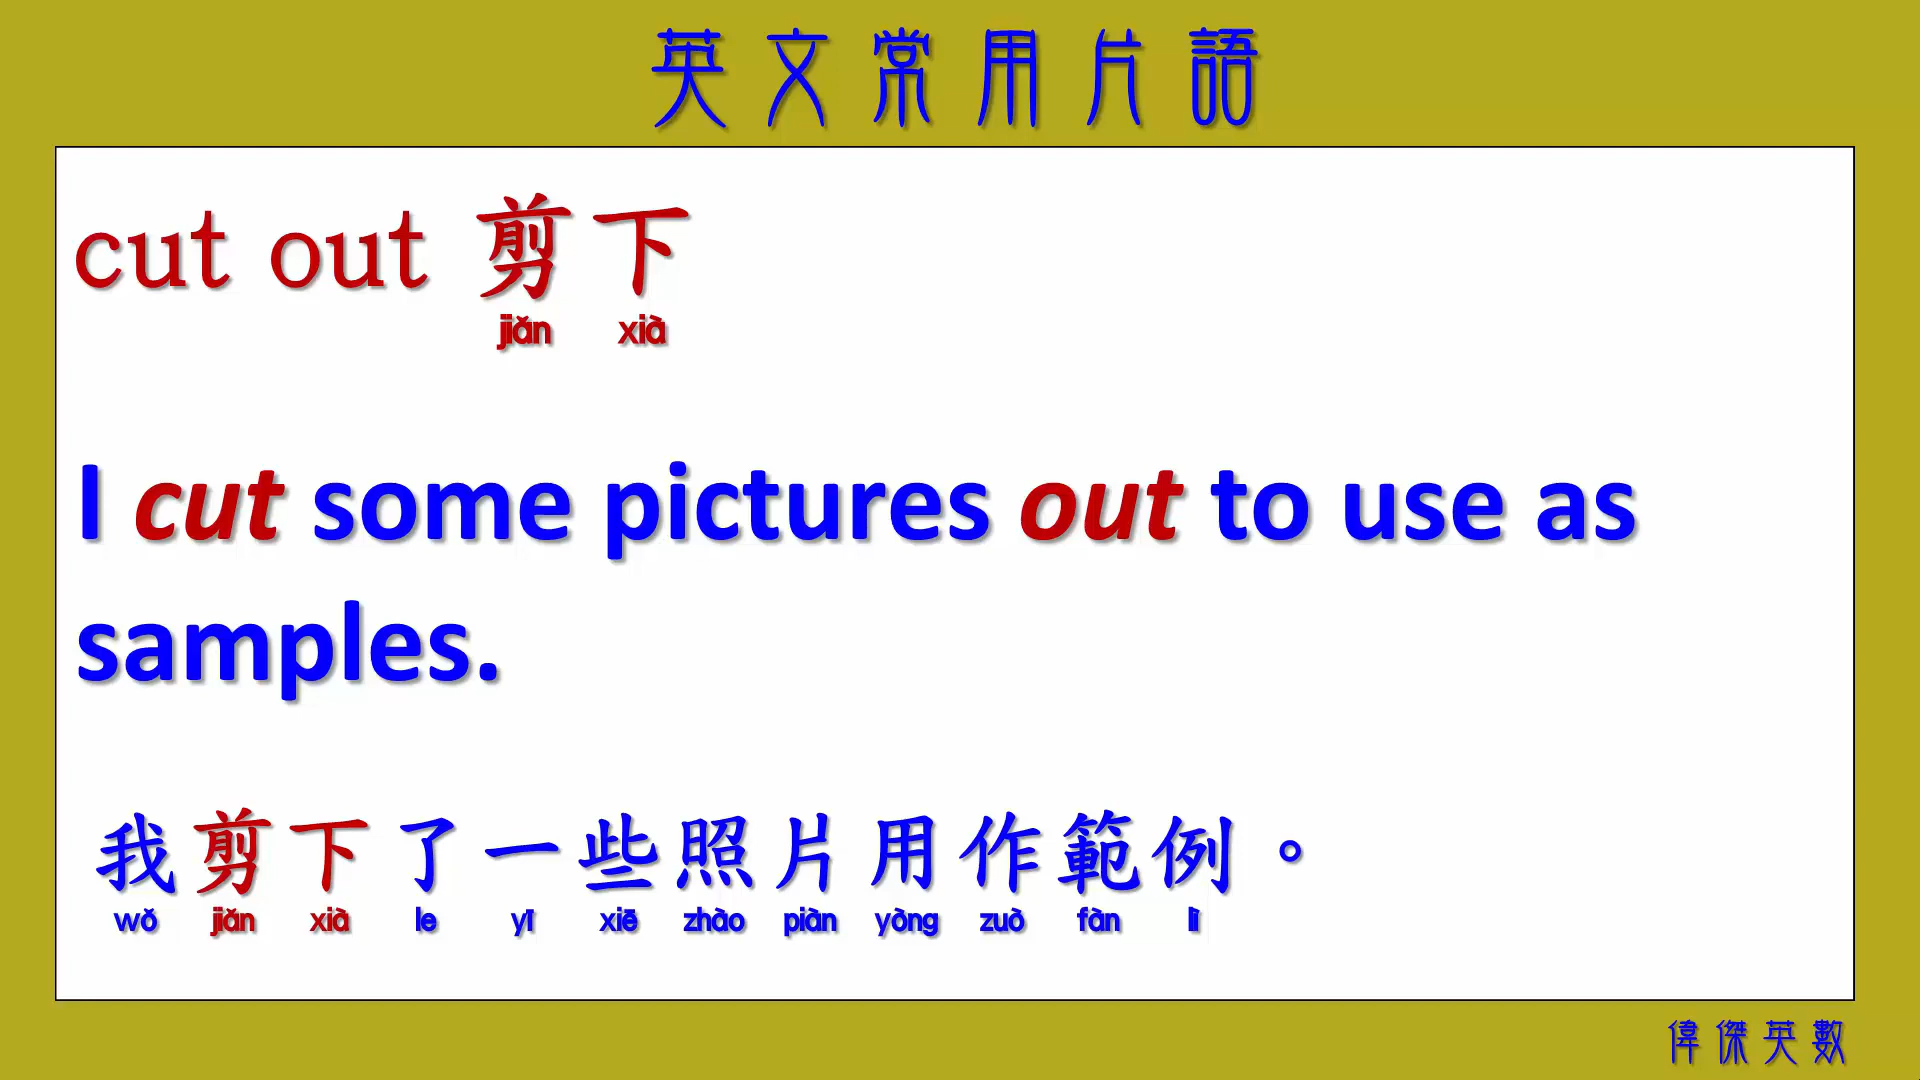 英文常用片語
cut out 剪下
jiǎn xià
I cut some pictures out to use as
samples.
我剪下了一些照片用作範例。
wǒ jiǎn xià le yī xiē zhào piàn yòng zuò fàn lì
偉傑英數